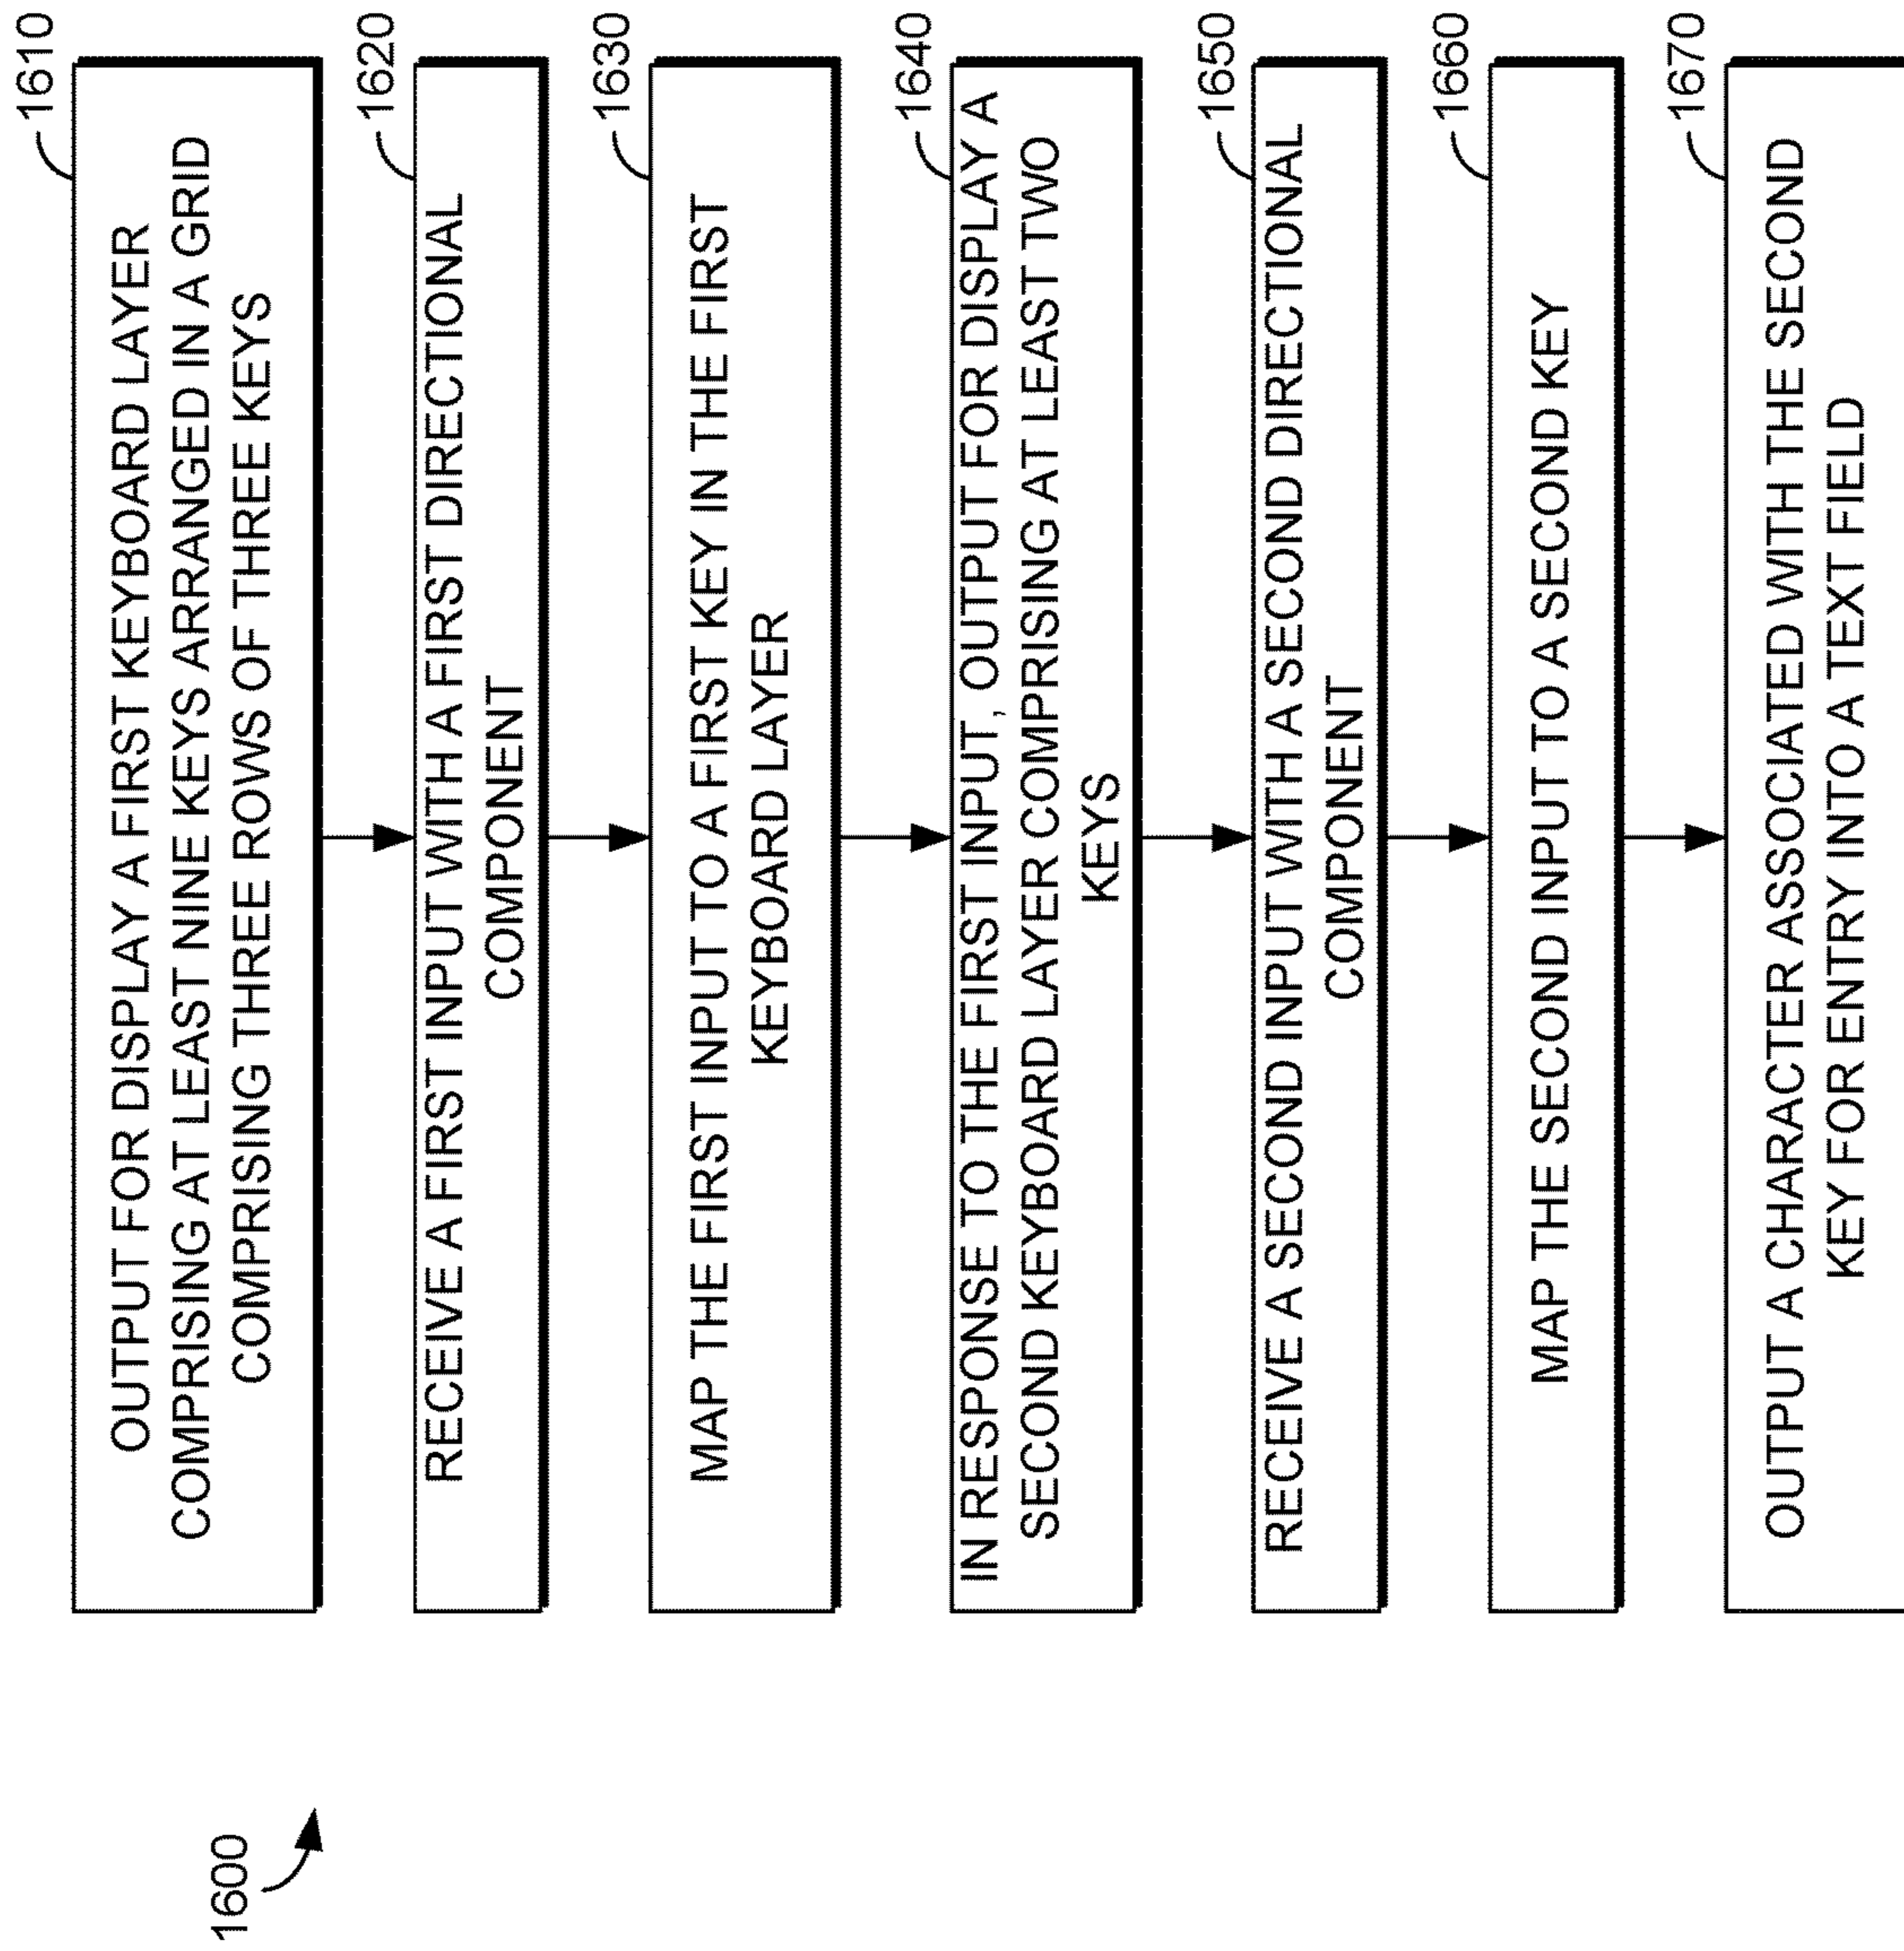 1600
1610
OUTPUT FOR DISPLAY A FIRST KEYBOARD LAYER
COMPRISING AT LEAST NINE KEYS ARRANGED IN A GRID
COMPRISING THREE ROWS OF THREE KEYS
1620
RECEIVE A FIRST INPUT WITH A FIRST DIRECTIONAL
COMPONENT
1630
MAP THE FIRST INPUT TO A FIRST KEY IN THE FIRST
KEYBOARD LAYER
1640
IN RESPONSE TO THE FIRST INPUT, OUTPUT FOR DISPLAY A
SECOND KEYBOARD LAYER COMPRISING AT LEAST TWO
KEYS
1650
RECEIVE A SECOND INPUT WITH A SECOND DIRECTIONAL
COMPONENT
1660
MAP THE SECOND INPUT TO A SECOND KEY
1670
OUTPUT A CHARACTER ASSOCIATED WITH THE SECOND
KEY FOR ENTRY INTO A TEXT FIELD